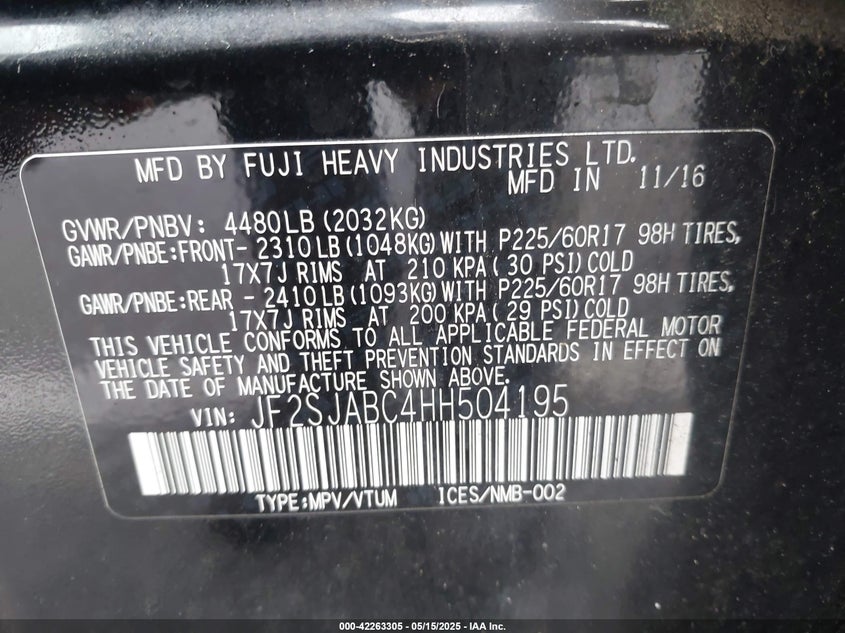 MFD BY FUJI HEAVY INDUSTRIES LTD.
MFD IN 11/16
GVWR/PNBV: 4480LB (2032KG)
GAWR/PNBE:FRONT- 2310 LB (1048KG) WITH P225/60R17 98H TIRES,
17X7J RIMS AT 210 KPA ( 30 PSI) COLD
GAWR/PNBE:REAR - 2410 LB (1093KG) WITH P225/60R17 98H TIRES,
17X7J RIMS AT 200 KPA ( 29 PSI) COLD
THIS VEHICLE CONFORMS TO ALL APPLICABLE FEDERAL MOTOR
VEHICLE SAFETY AND THEFT PREVENTION STANDARDS IN EFFECT ON
THE DATE OF MANUFACTURE SHOWN ABOVE.
VIN: JF2SJABC4HH504195
TYPE:MPV/VTUM ICES/NMB-002
000-42263305 - 05/15/2025 - IAA Inc.